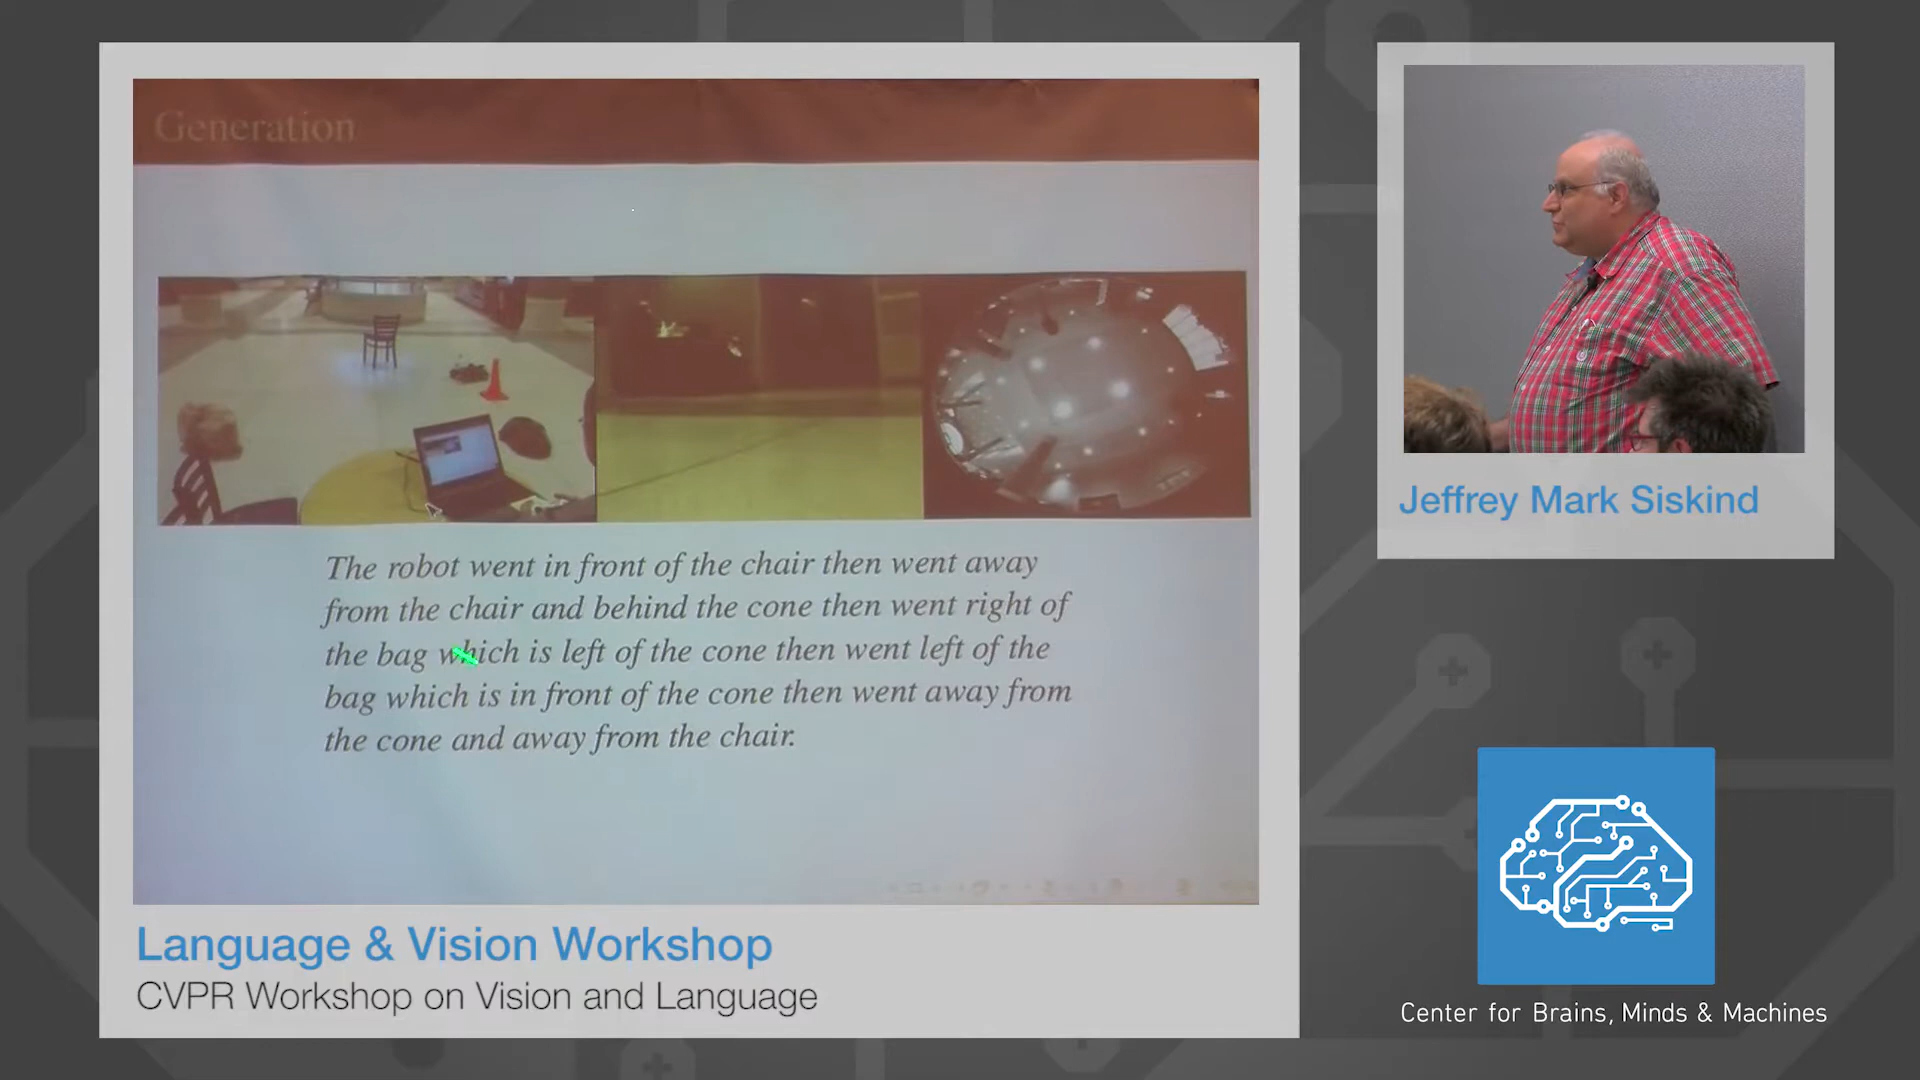 Generation
The robot went in front of the chair then went away
from the chair and behind the cone then went right of
the bag which is left of the cone then went left of the
bag which is in front of the cone then went away from
the cone and away from the chair.
Language & Vision Workshop
CVPR Workshop on Vision and Language
Jeffrey Mark Siskind
Center for Brains, Minds & Machines